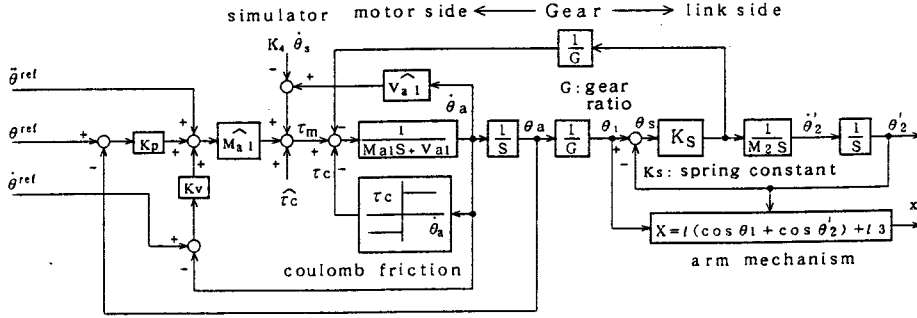 simulator motor side Gear link side
K4 θ̇s
1/G
V̂a1
G: gear
ratio
θ̈ref
θ̇a
θref Kp M̂a1 τm 1/Ma1S+Va1 1/S θa 1/G θ1 θs Ks 1/M2S θ̇'2 1/S θ'2
τ̂c τc
Ks: spring constant
θ̇ref Kv τc θ̇a
X=l(cos θ1+cos θ'2)+l3 x
coulomb friction arm mechanism